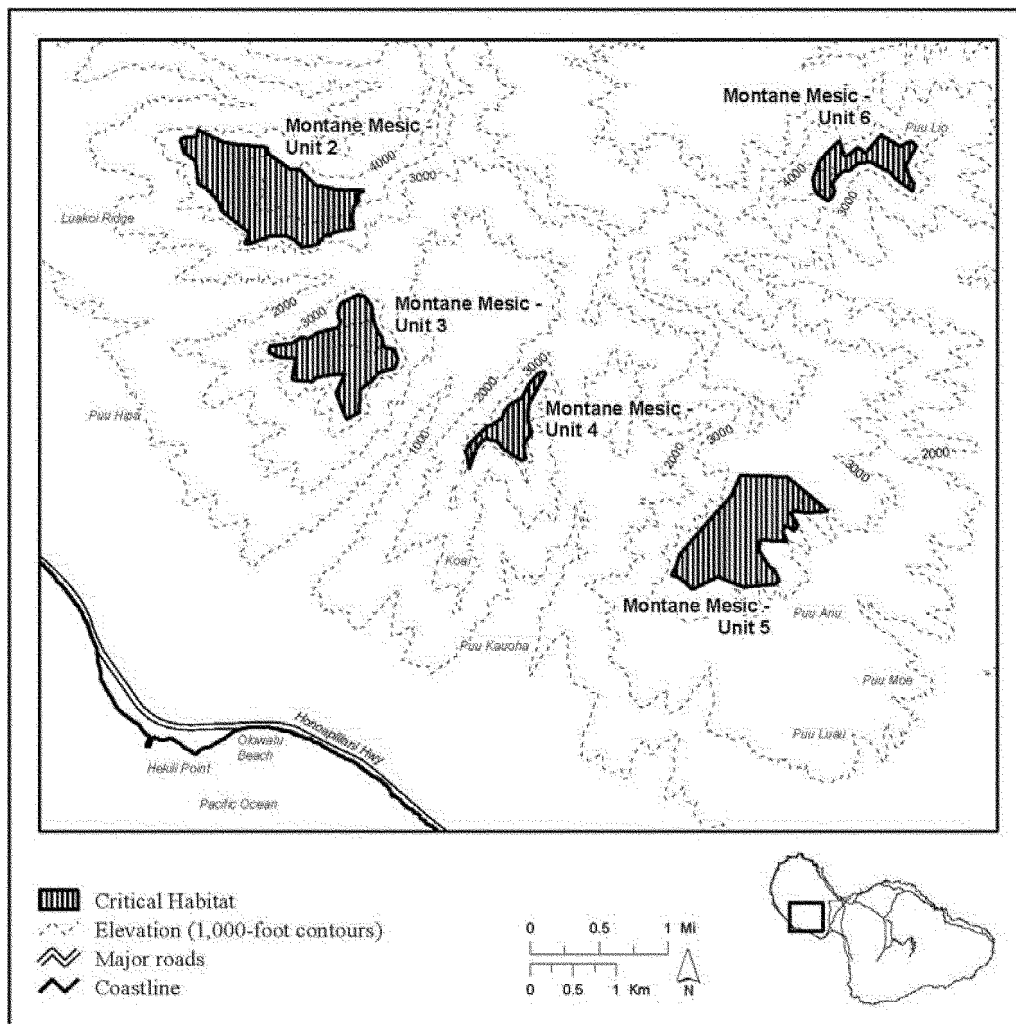 Montane Mesic -
Unit 2
Montane Mesic -
Unit 6
Puu Lio
4000
3000
4000
3000
Luakoi Ridge
2000
3000
Montane Mesic -
Unit 3
Puu Hipa
3000
2000
1000
Montane Mesic -
Unit 4
2000
3000
3000
2000
Koai
Montane Mesic -
Unit 5
Puu Anu
Puu Kauoha
Puu Moe
Puu Luau
Honoapiilani Hwy
Olowalu
Beach
Hekili Point
Pacific Ocean
Critical Habitat
Elevation (1,000-foot contours)
Major roads
Coastline
0 0.5 1 Mi
0 0.5 1 Km
N